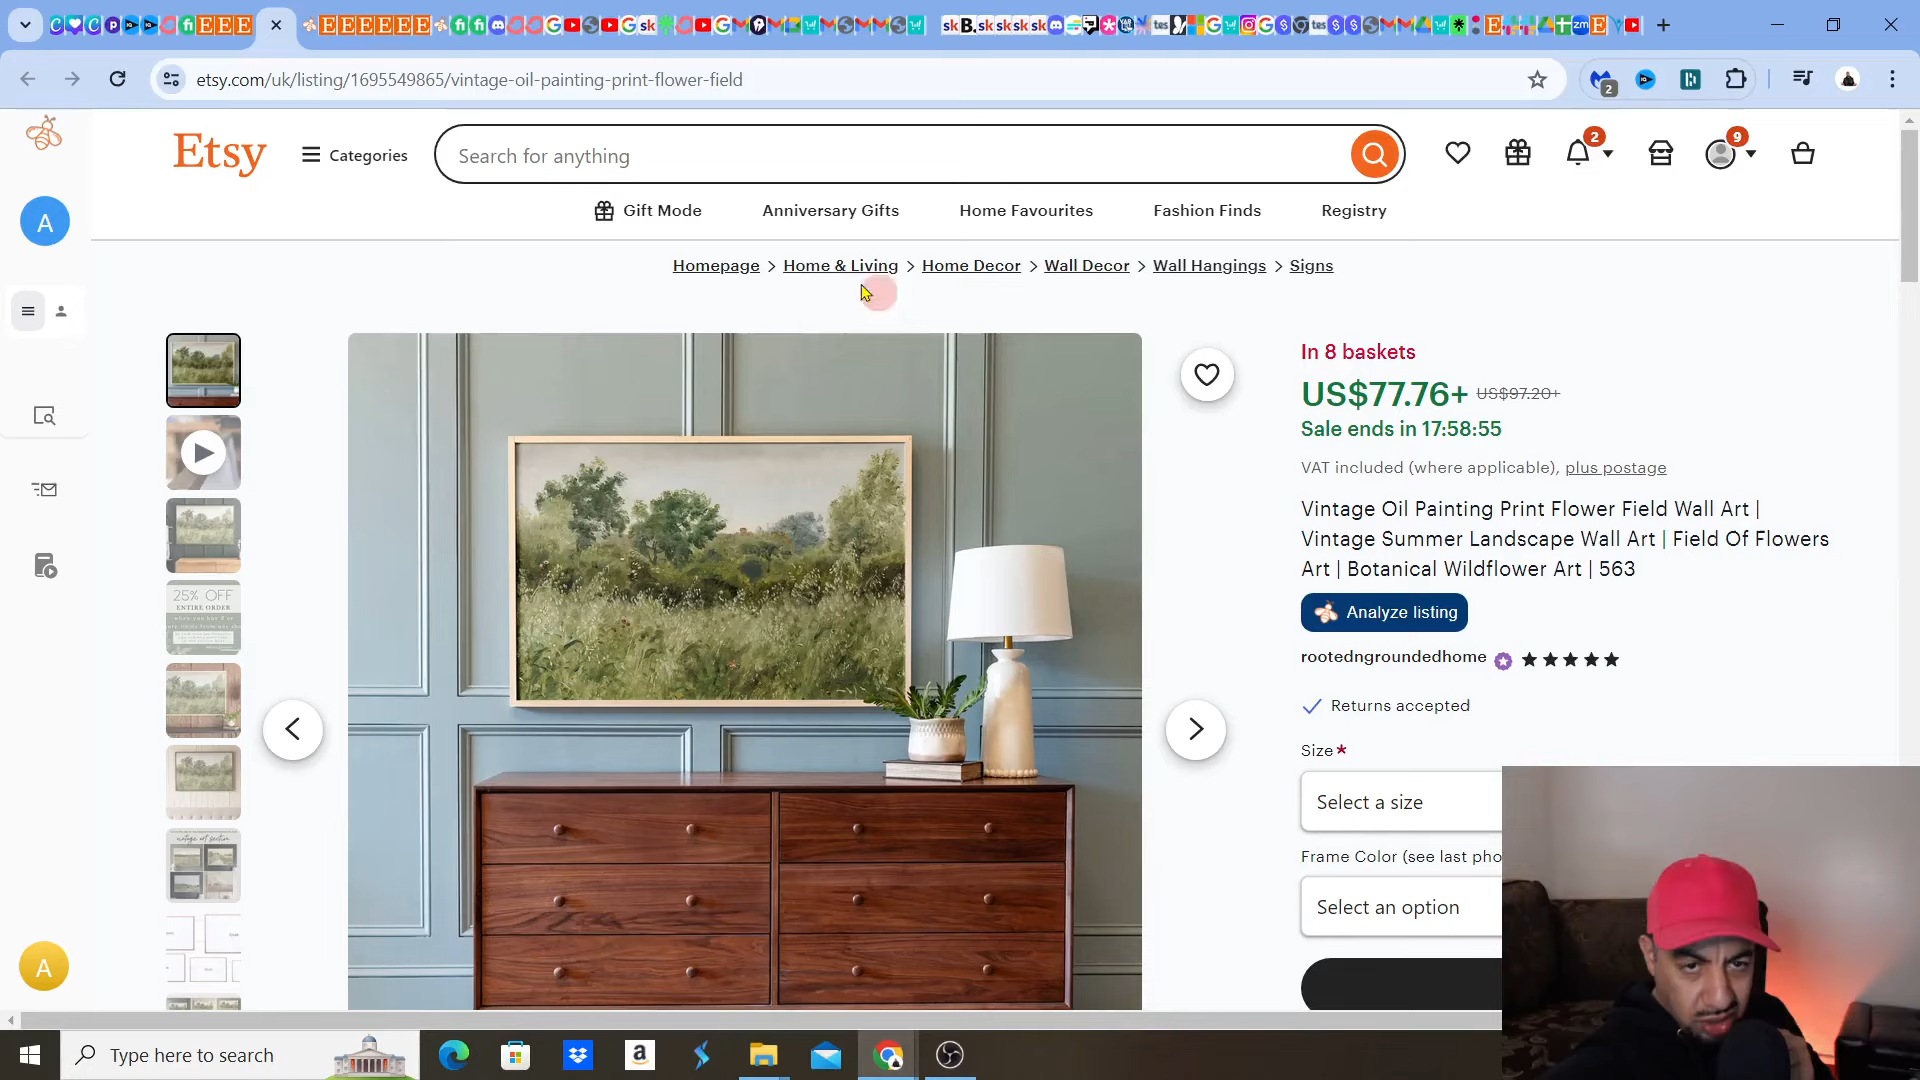 etsy.com/uk/listing/1695549865/vintage-oil-painting-print-flower-field
2
Etsy
Categories
Search for anything
2
9
Gift Mode
Anniversary Gifts
Home Favourites
Fashion Finds
Registry
Homepage > Home & Living > Home Decor > Wall Decor > Wall Hangings > Signs
A
In 8 baskets
US$77.76+ US$97.20+
Sale ends in 17:58:55
VAT included (where applicable), plus postage
Vintage Oil Painting Print Flower Field Wall Art |
Vintage Summer Landscape Wall Art | Field Of Flowers
Art | Botanical Wildflower Art | 563
Analyze listing
rootedngroundedhome
Returns accepted
Size*
Select a size
Frame Color (see last pho
Select an option
25% OFF
ENTIRE ORDER
A
Type here to search